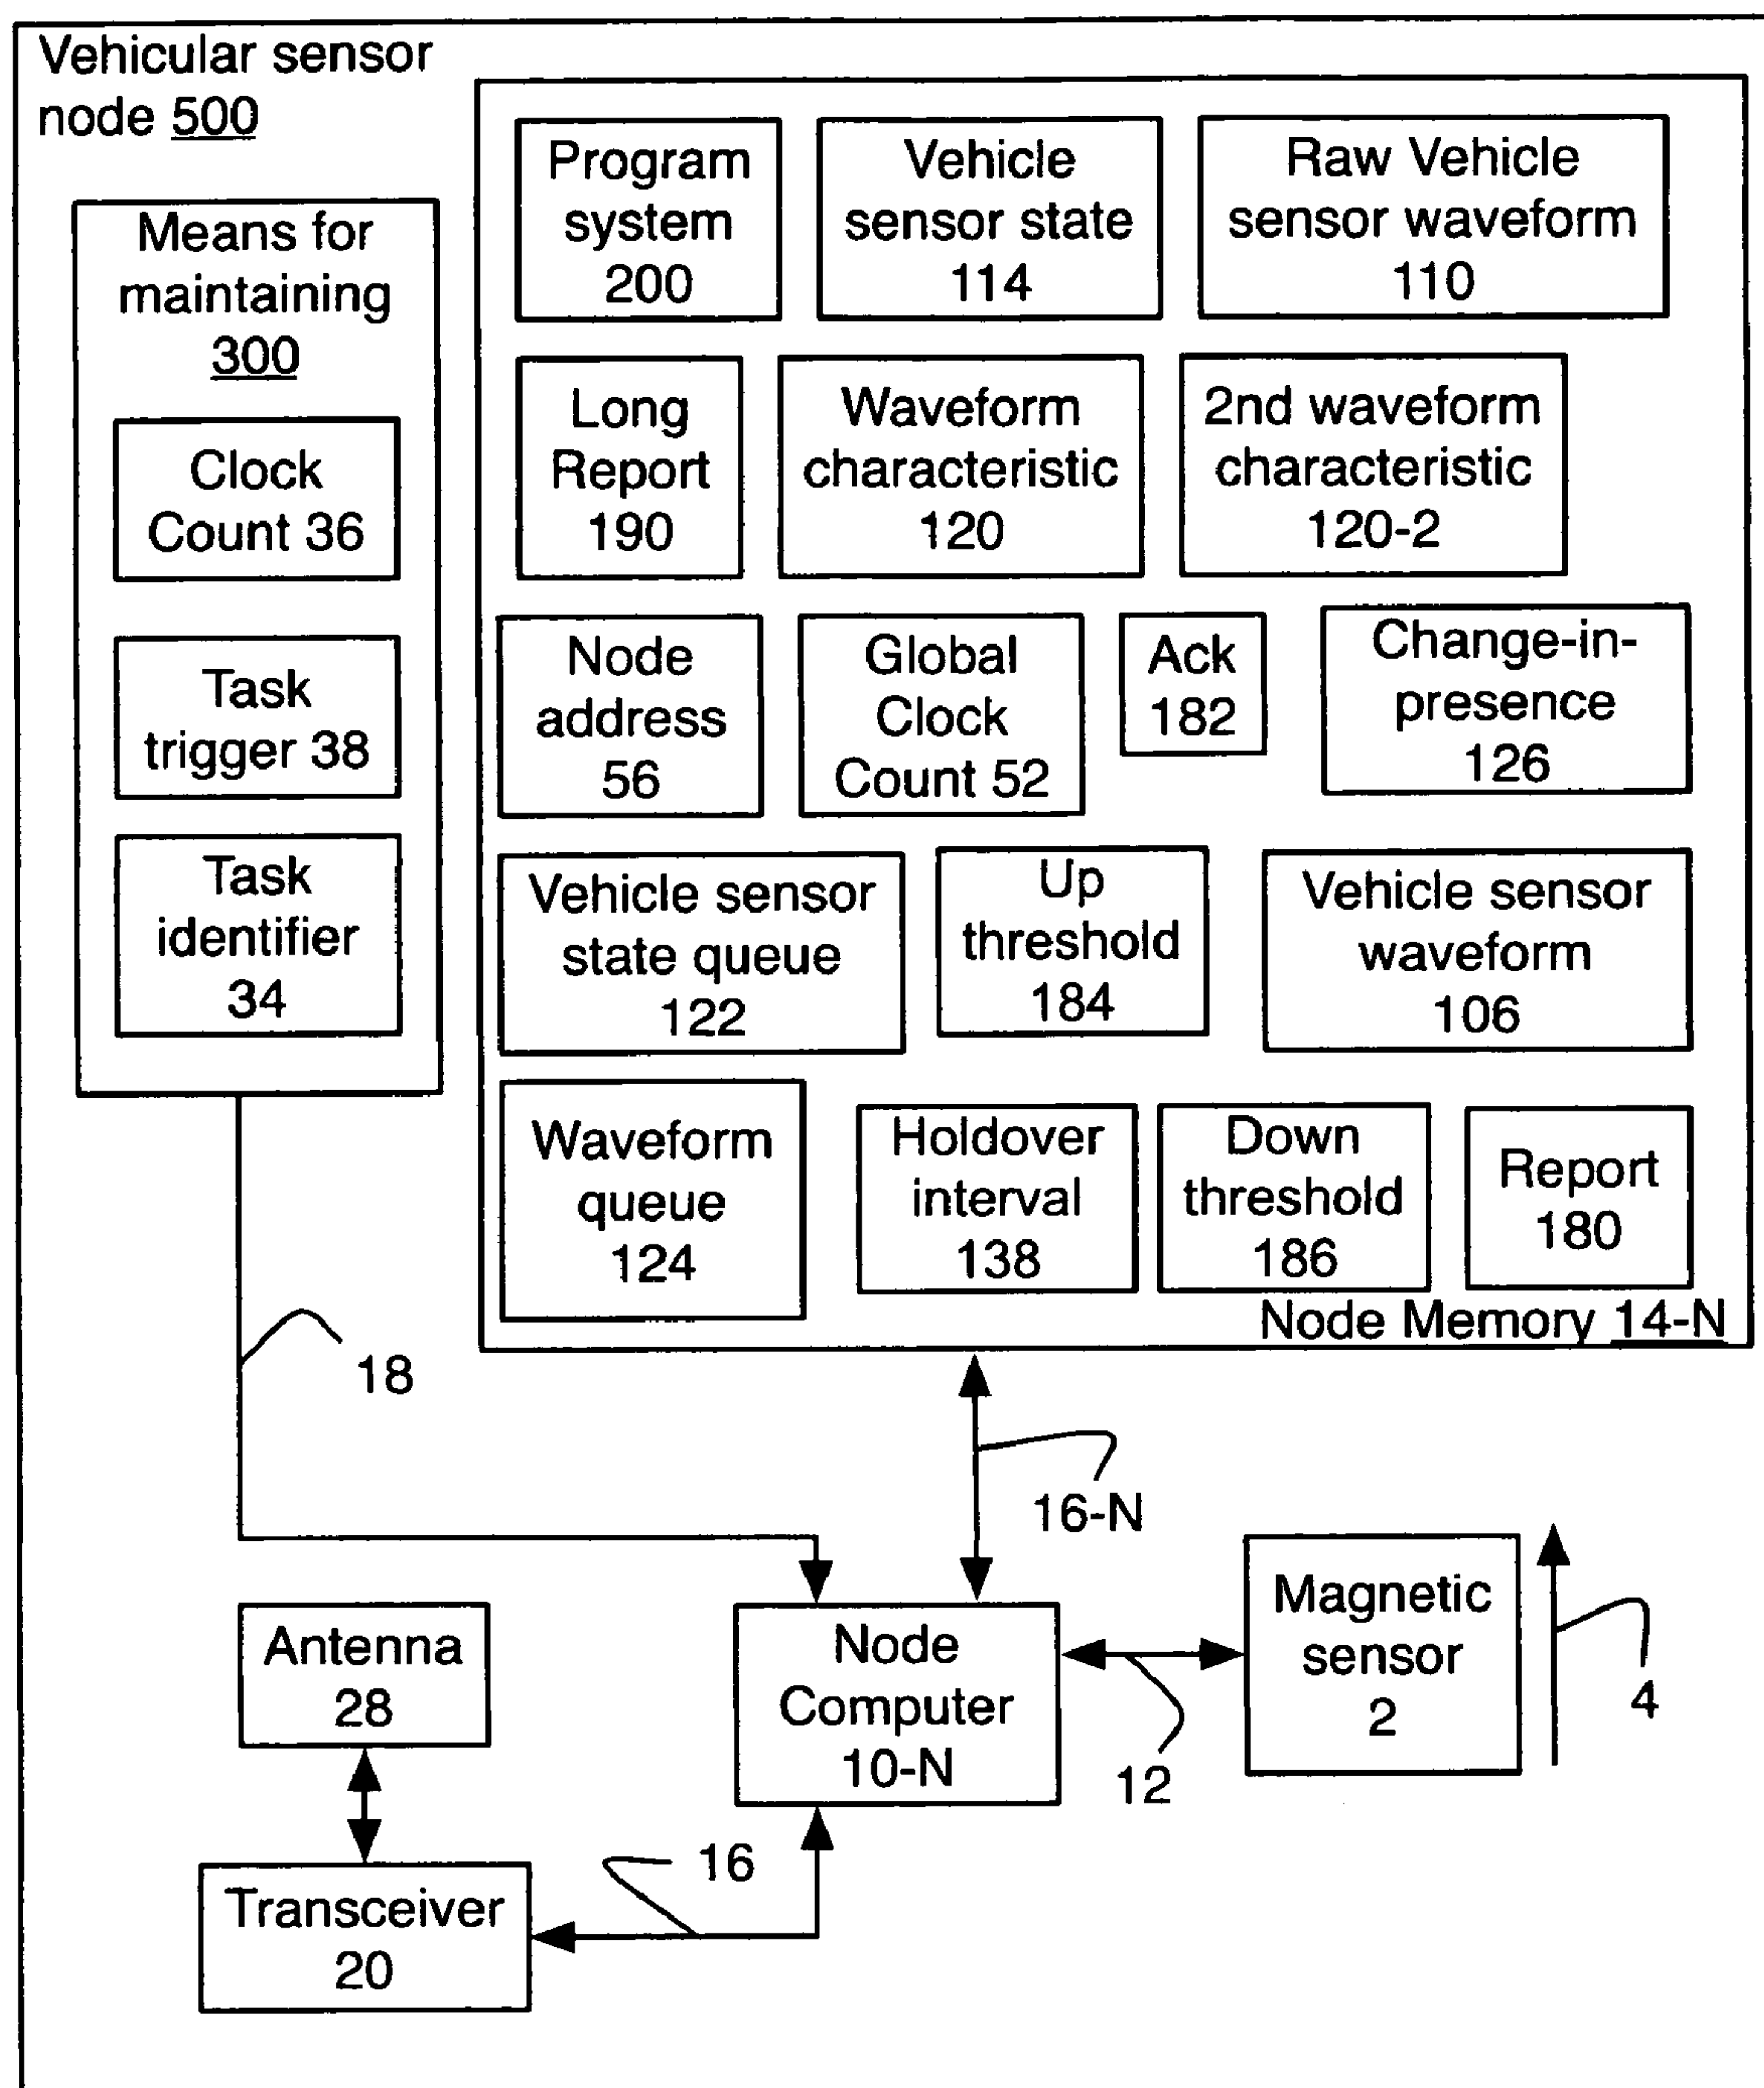 Vehicular sensor
node 500
Means for
maintaining
300
Clock
Count 36
Task
trigger 38
Task
identifier
34
Program
system
200
Vehicle
sensor state
114
Raw Vehicle
sensor waveform
110
Long
Report
190
Waveform
characteristic
120
2nd waveform
characteristic
120-2
Node
address
56
Global
Clock
Count 52
Ack
182
Change-in-
presence
126
Vehicle sensor
state queue
122
Up
threshold
184
Vehicle sensor
waveform
106
Waveform
queue
124
Holdover
interval
138
Down
threshold
186
Report
180
Node Memory 14-N
18
16-N
Antenna
28
Node
Computer
10-N
Magnetic
sensor
2
4
12
16
Transceiver
20